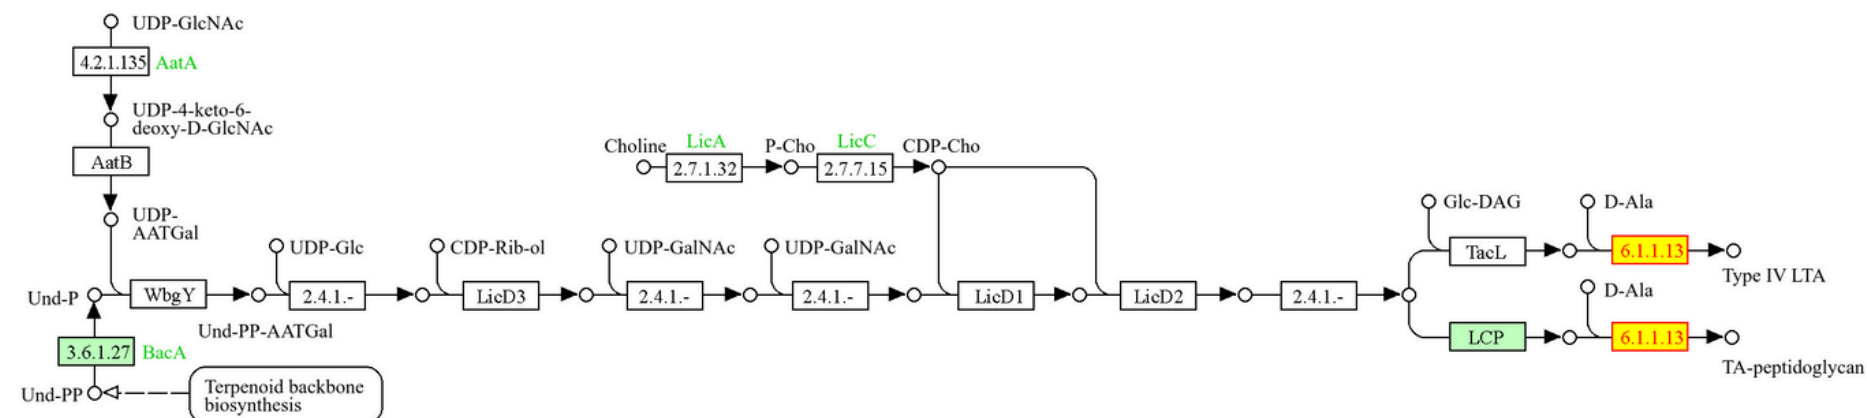 UDP-GlcNAc
4.2.1.135 AatA
UDP-4-keto-6-
deoxy-D-GlcNAc
AatB
UDP-
AATGal
Choline LicA P-Cho LicC CDP-Cho
2.7.1.32 2.7.7.15
Glc-DAG D-Ala
UDP-Glc CDP-Rib-ol UDP-GalNAc UDP-GalNAc
TacL 6.1.1.13
Type IV LTA
Und-P WbgY 2.4.1.- LicD3 2.4.1.- 2.4.1.- LicD1 LicD2 2.4.1.-
D-Ala
Und-PP-AATGal
3.6.1.27 BacA
LCP 6.1.1.13
TA-peptidoglycan
Und-PP
Terpenoid backbone
biosynthesis